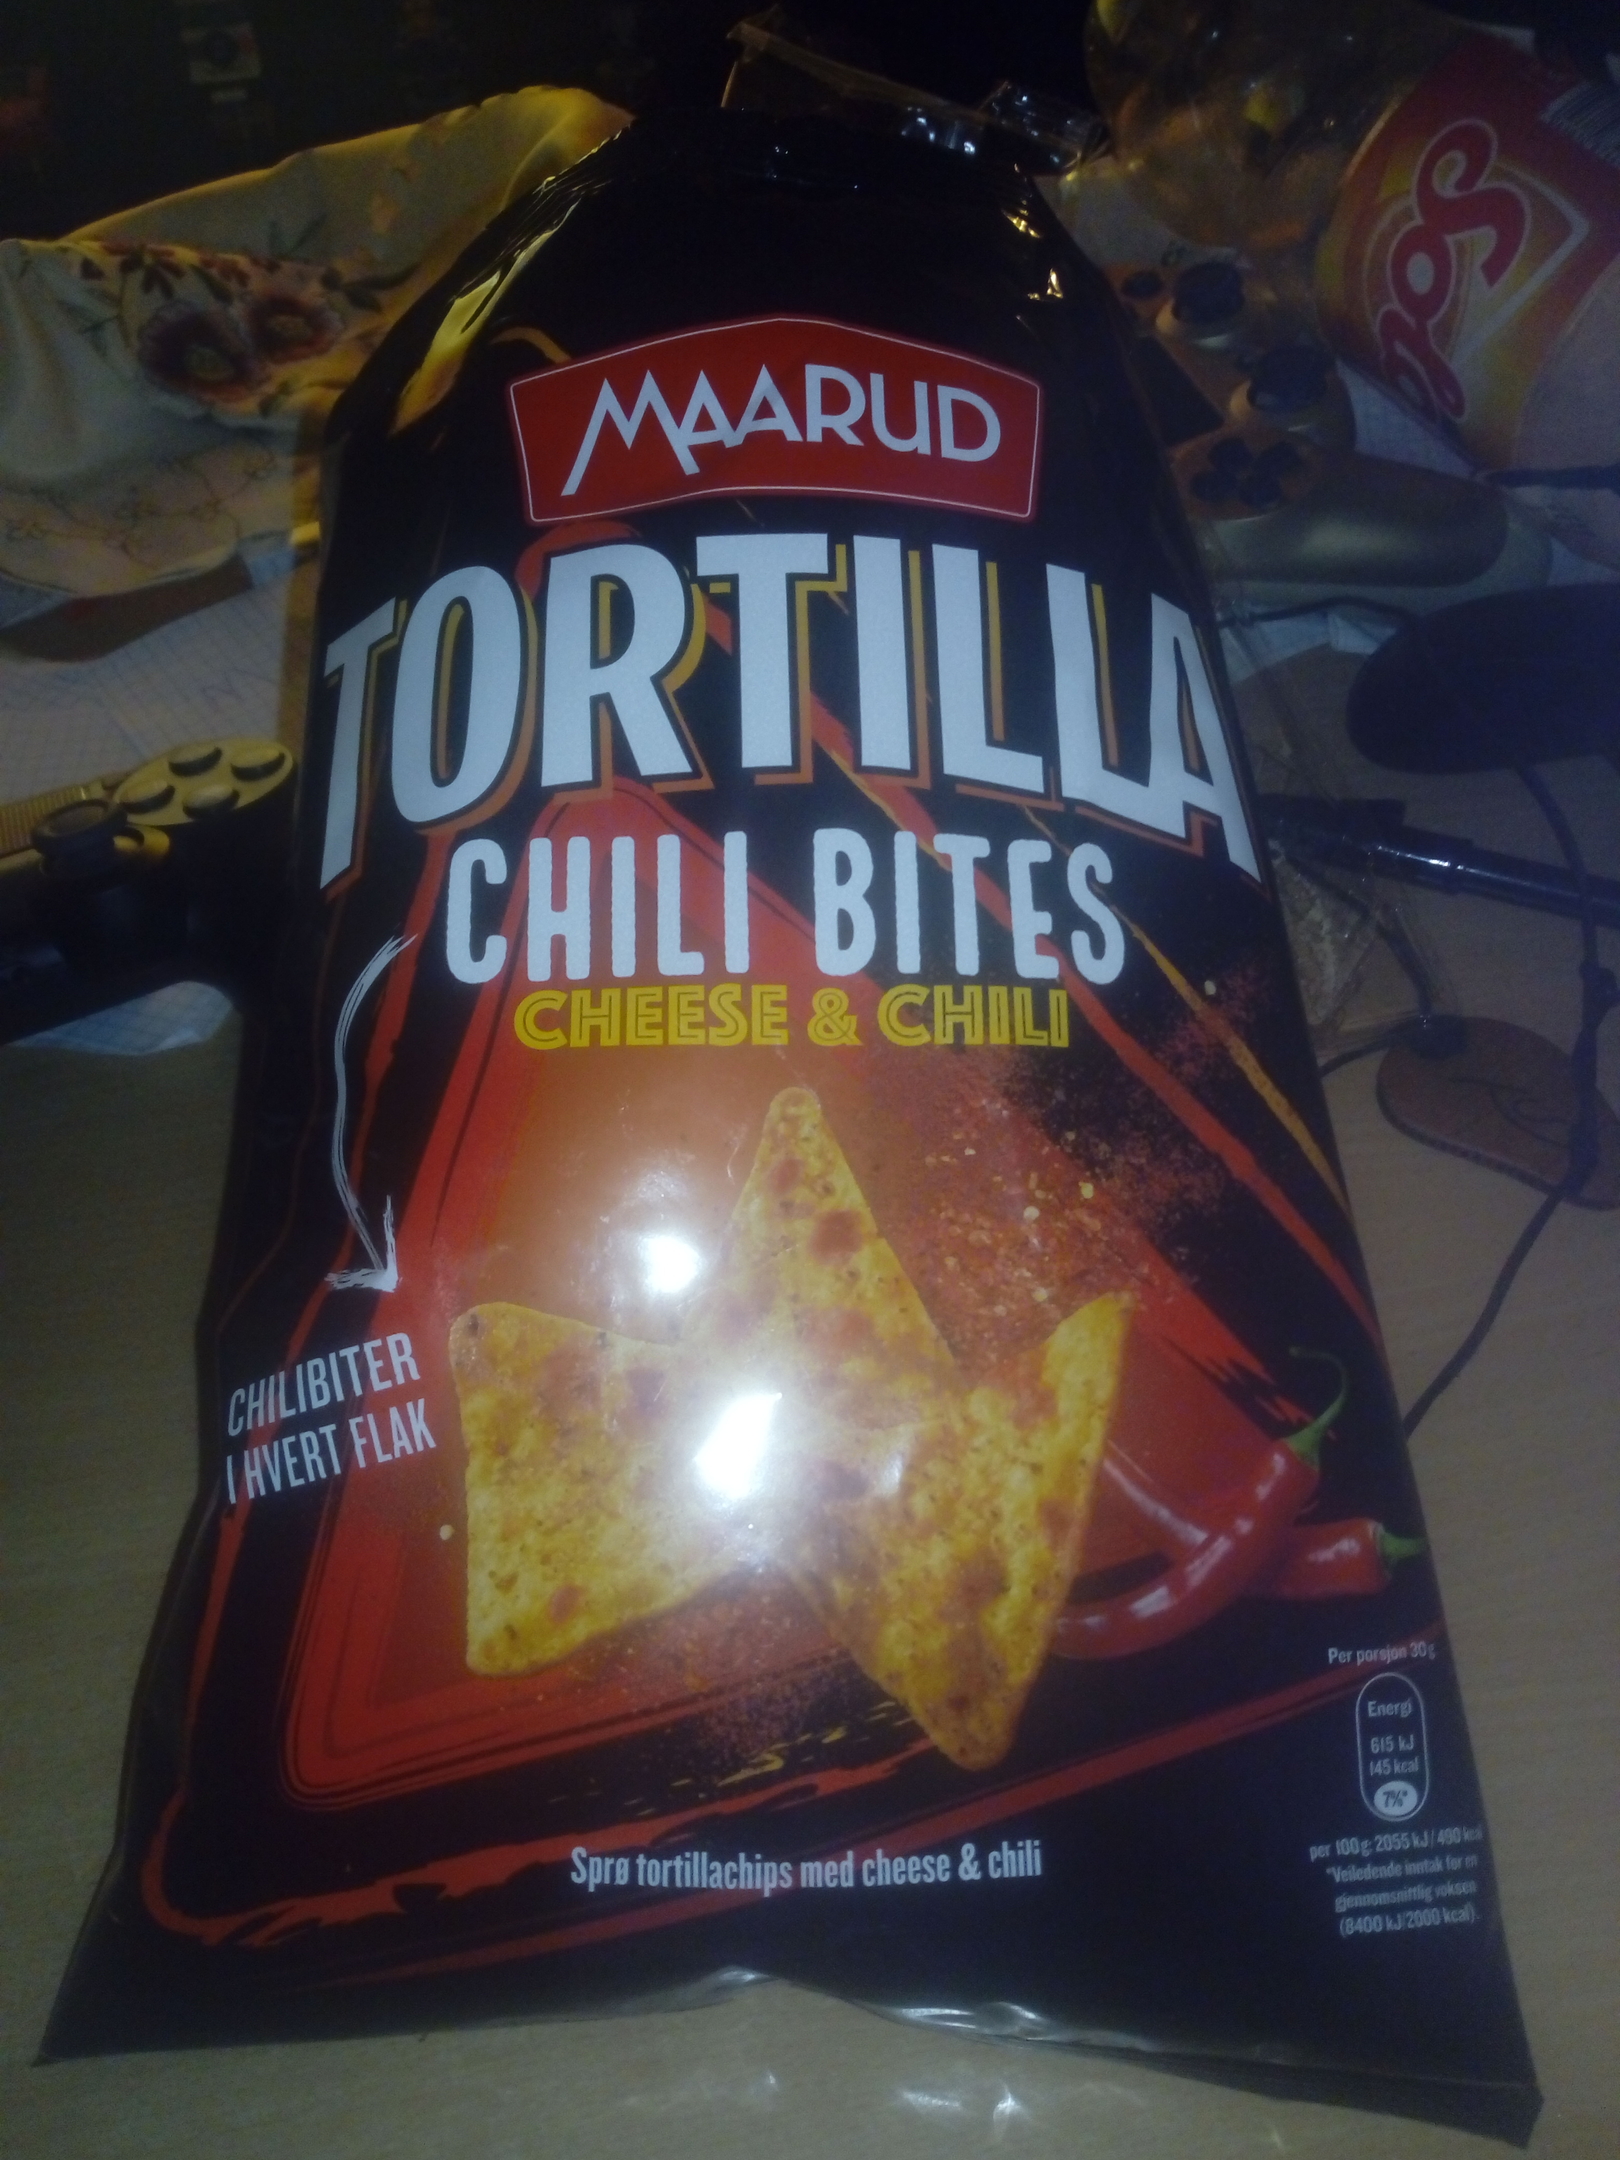 Solo
MAARUD
TORTILLA
CHILI BITES
CHEESE & CHILI
CHILIBITER
I HVERT FLAK
Per porsjon 30g
Energi
615 kJ
145 kcal
7%*
per 100g: 2055 kJ/490 kcal
*Veiledende inntak for en
gjennomsnittlig voksen
(8400 kJ/2000 kcal).
Sprø tortillachips med cheese & chili